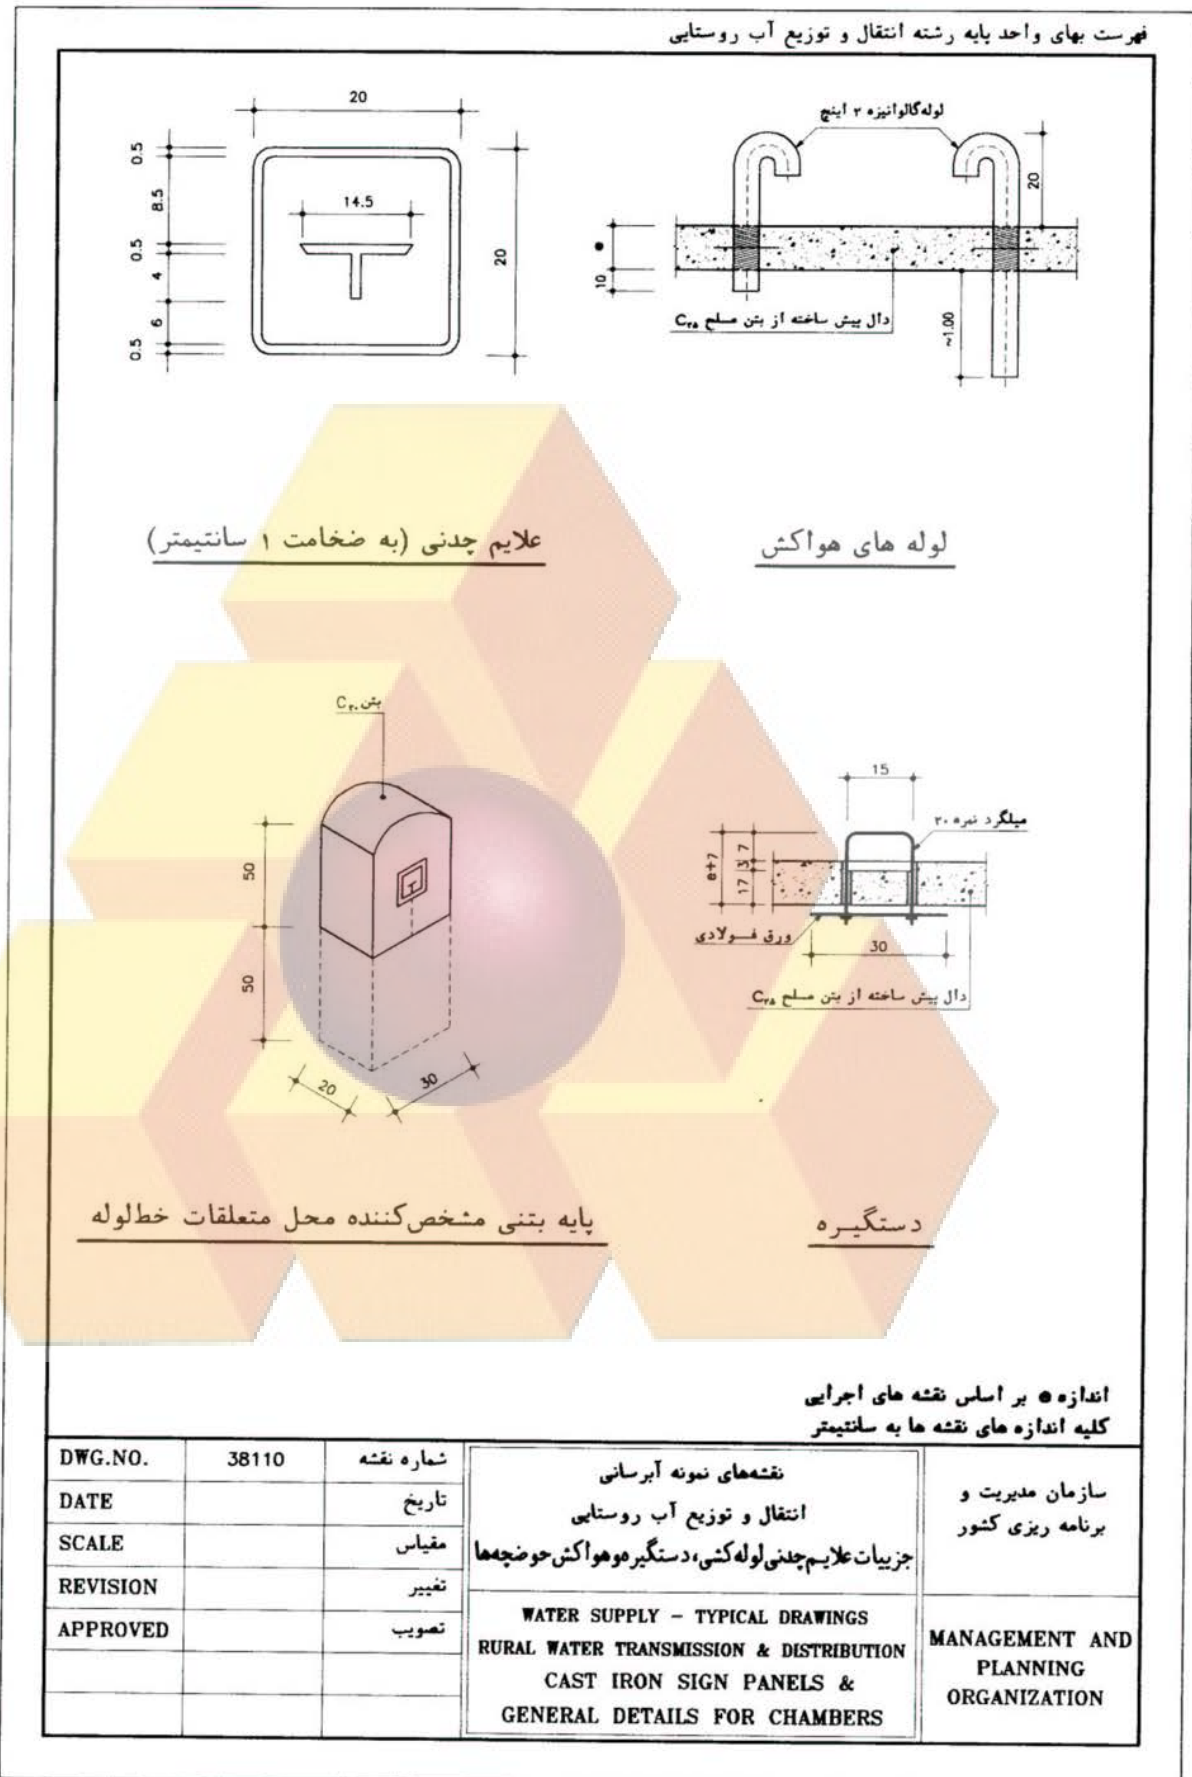 فهرست بهای واحد پایه رشته انتقال و توزیع آب روستایی
20
0.5
8.5
0.5
4
6
0.5
14.5
20
لوله گالوانیزه ۲ اینچ
20
e
10
~1.00
دال پیش ساخته از بتن مسلح C۲۵
علایم چدنی (به ضخامت ۱ سانتیمتر)
لوله های هواکش
بتن C۲۰
50
50
20
30
15
میلگرد نمره ۲۰
e+7
7
3
17
ورق فولادی
30
دال پیش ساخته از بتن مسلح C۲۵
پایه بتنی مشخص‌کننده محل متعلقات خط‌لوله
دستگیره
اندازه e بر اساس نقشه های اجرایی
کلیه اندازه های نقشه ها به سانتیمتر
DWG.NO. 38110 شماره نقشه
DATE تاریخ
SCALE مقیاس
REVISION تغییر
APPROVED تصویب
نقشه‌های نمونه آبرسانی
انتقال و توزیع آب روستایی
جزییات علایم چدنی لوله کشی، دستگیره و هواکش حوضچه‌ها
WATER SUPPLY – TYPICAL DRAWINGS
RURAL WATER TRANSMISSION & DISTRIBUTION
CAST IRON SIGN PANELS &
GENERAL DETAILS FOR CHAMBERS
سازمان مدیریت و
برنامه ریزی کشور
MANAGEMENT AND
PLANNING
ORGANIZATION